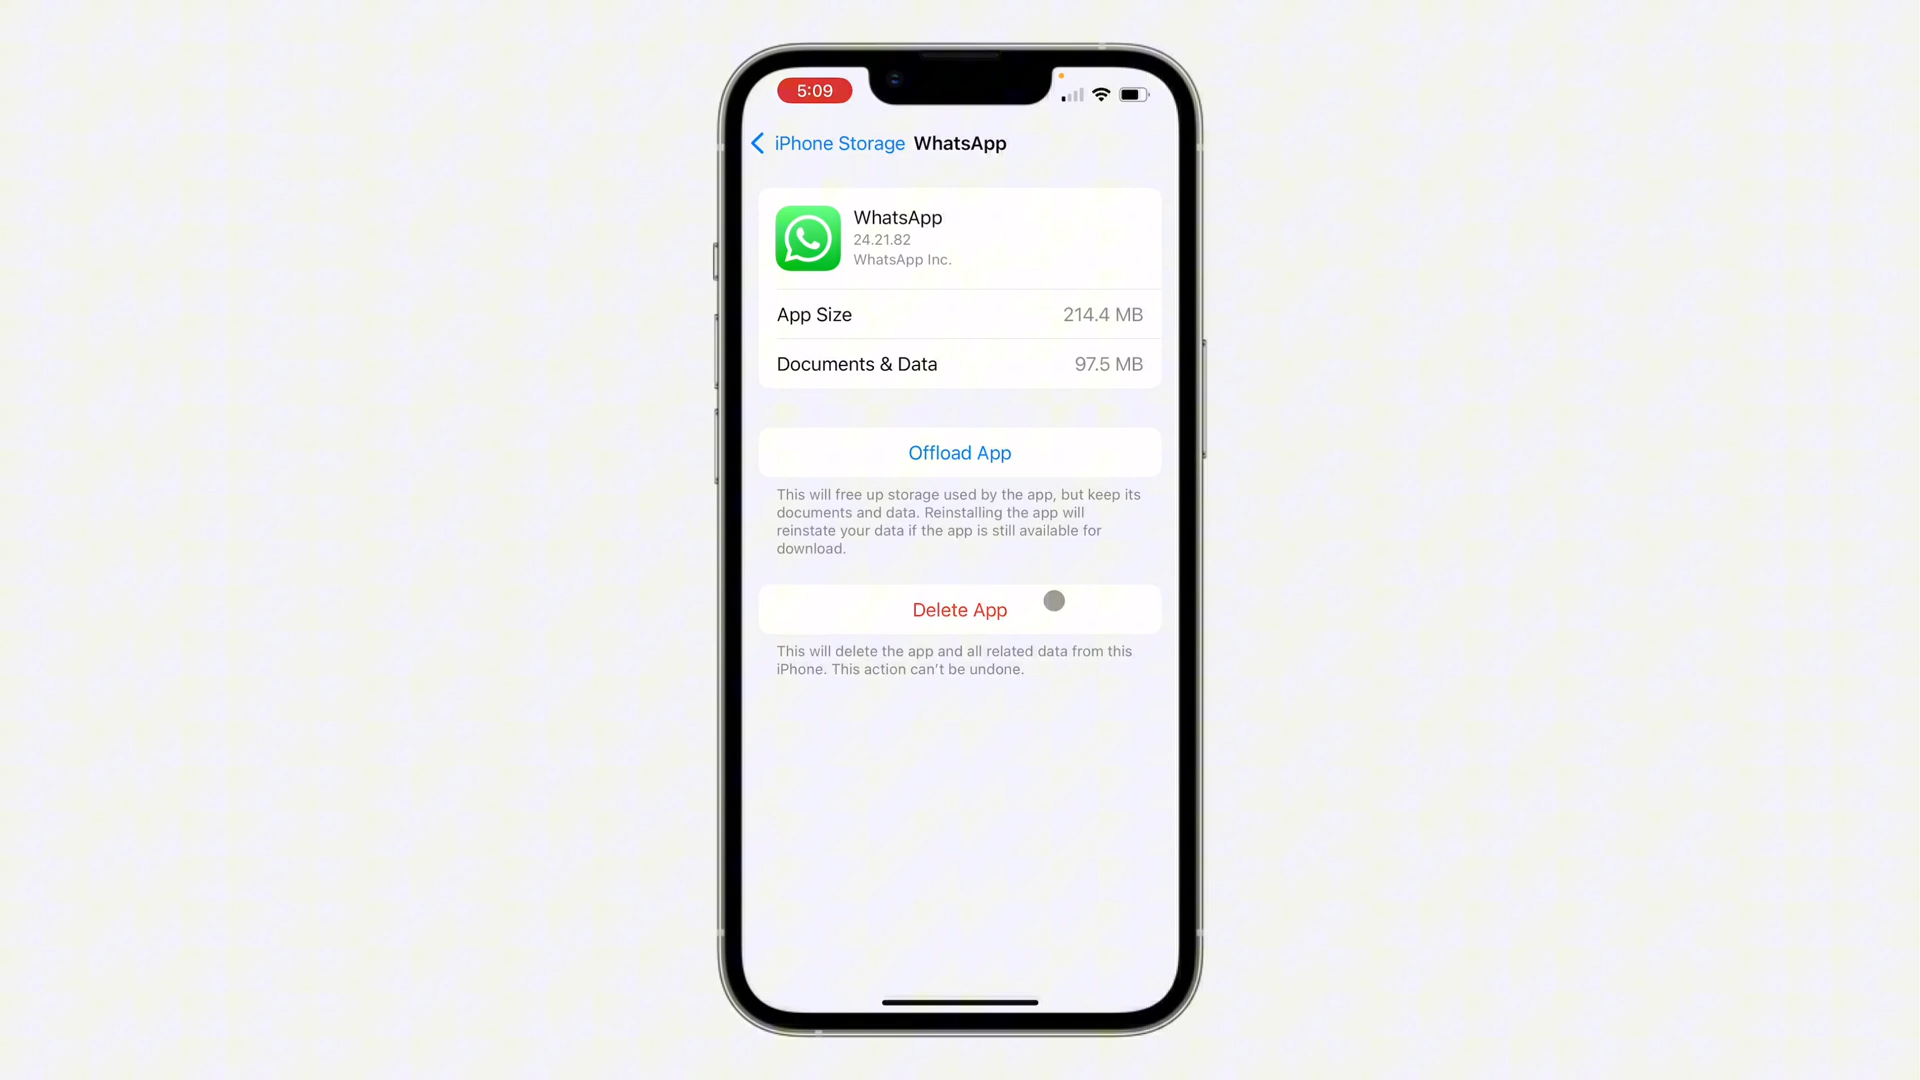 5:09
iPhone Storage WhatsApp
WhatsApp
24.21.82
WhatsApp Inc.
App Size 214.4 MB
Documents & Data 97.5 MB
Offload App
This will free up storage used by the app, but keep its
documents and data. Reinstalling the app will
reinstate your data if the app is still available for
download.
Delete App
This will delete the app and all related data from this
iPhone. This action can’t be undone.